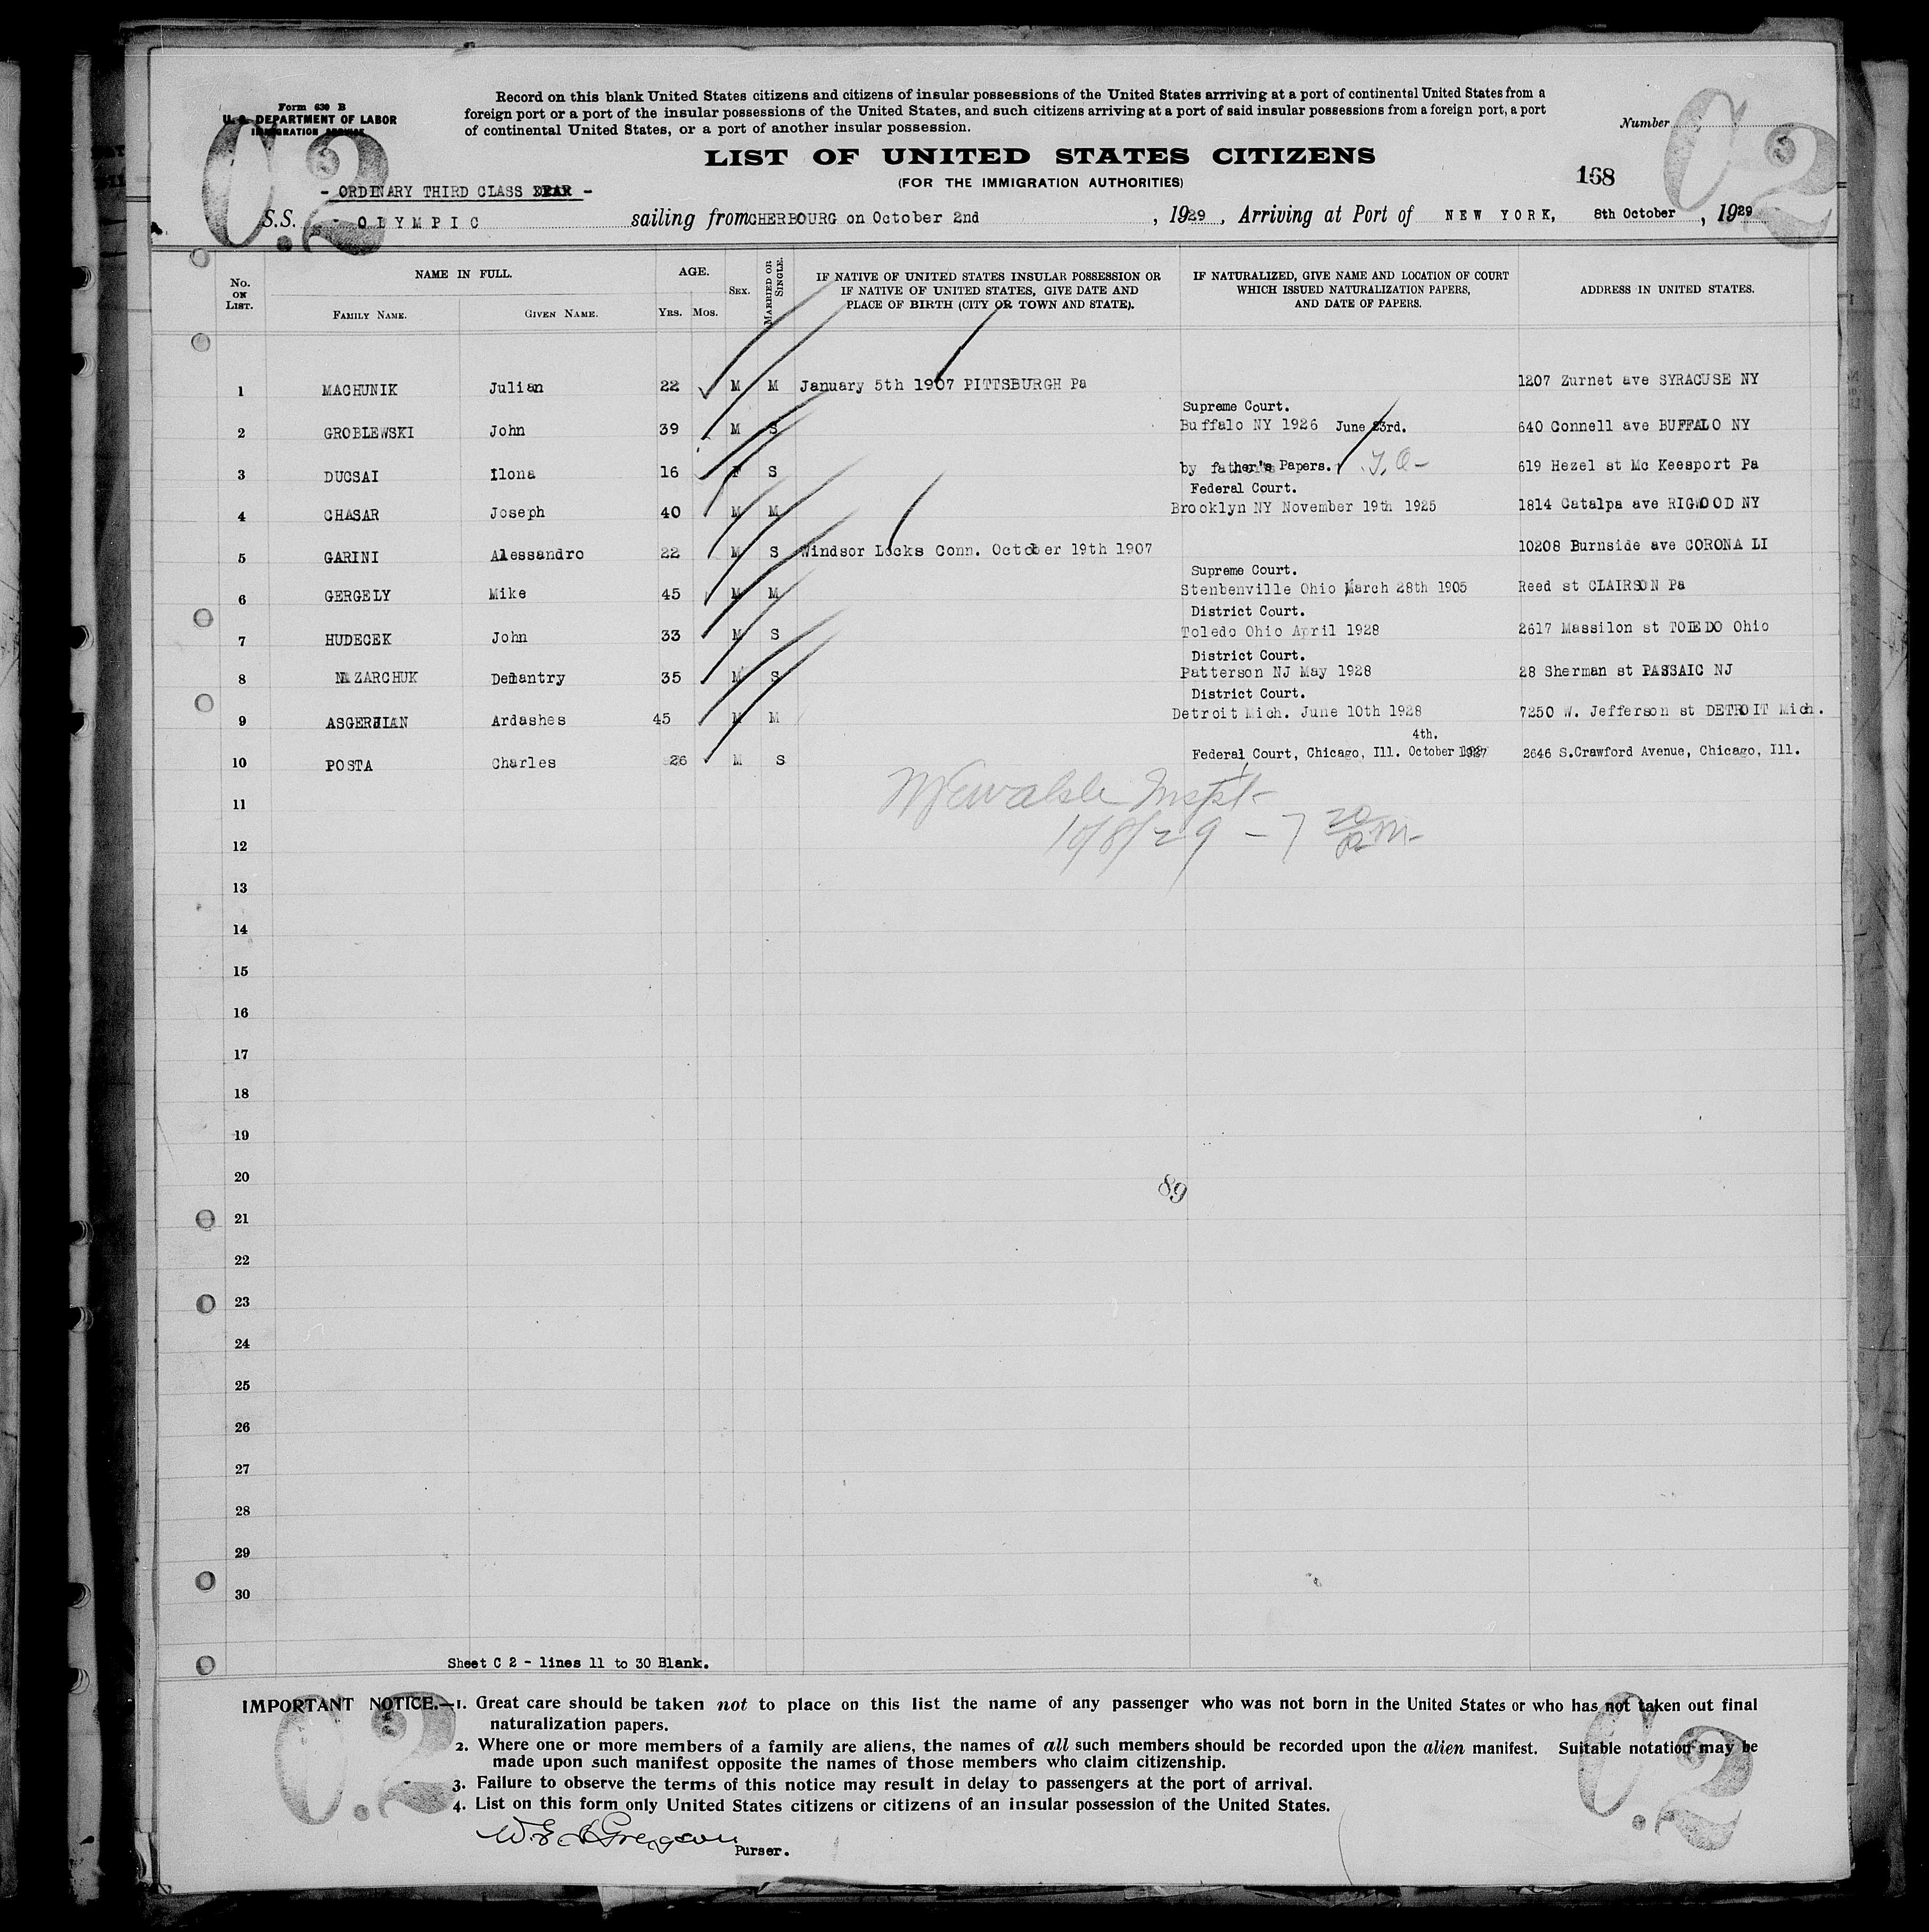 Form 630 B
U. S. DEPARTMENT OF LABOR
IMMIGRATION SERVICE
C.2
Record on this blank United States citizens and citizens of insular possessions of the United States arrriving at a port of continental United States from a
foreign port or a port of the insular possessions of the United States, and such citizens arriving at a port of said insular possessions from a foreign port, a port
of continental United States, or a port of another insular possession.
Number
C.2
LIST OF UNITED STATES CITIZENS
(FOR THE IMMIGRATION AUTHORITIES)
168
- ORDINARY THIRD CLASS -
S.S. OLYMPIC sailing from CHERBOURG on October 2nd , 1929 , Arriving at Port of NEW YORK, 8th October , 1929
No. ON LIST.
NAME IN FULL.
FAMILY NAME. GIVEN NAME.
AGE.
YRS. MOS.
SEX.
MARRIED OR SINGLE.
IF NATIVE OF UNITED STATES INSULAR POSSESSION OR
IF NATIVE OF UNITED STATES, GIVE DATE AND
PLACE OF BIRTH (CITY OR TOWN AND STATE).
IF NATURALIZED, GIVE NAME AND LOCATION OF COURT
WHICH ISSUED NATURALIZATION PAPERS,
AND DATE OF PAPERS.
ADDRESS IN UNITED STATES.
1 MACHUNIK Julian 22 M M January 5th 1907 PITTSBURGH Pa 1207 Zurnet ave SYRACUSE NY
Supreme Court.
2 GROBLEWSKI John 39 M S Buffalo NY 1926 June 23rd. 640 Connell ave BUFFALO NY
3 DUCSAI Ilona 16 F S by father's Papers. 619 Hezel st Mc Keesport Pa
Federal Court.
4 CHASAR Joseph 40 M M Brooklyn NY November 19th 1925 1814 Catalpa ave RIGWOOD NY
5 GARINI Alessandro 22 M S Windsor Locks Conn. October 19th 1907 10208 Burnside ave CORONA LI
Supreme Court.
6 GERGELY Mike 45 M M Stenbenville Ohio March 28th 1905 Reed st CLAIRSON Pa
District Court.
7 HUDECEK John 33 M S Toledo Ohio April 1928 2617 Massilon st TOLEDO Ohio
District Court.
8 NAZARCHUK Demantry 35 M S Patterson NJ May 1928 28 Sherman st PASSAIC NJ
District Court.
9 ASGERJIAN Ardashes 45 M M Detroit Mich. June 10th 1928 7250 W. Jefferson st DETROIT Mich.
4th.
10 POSTA Charles 26 M S Federal Court, Chicago, Ill. October 1927 2646 S.Crawford Avenue, Chicago, Ill.
11
12
10/8/29 - 7 20
13
14
15
16
17
18
19
20
89
21
22
23
24
25
26
27
28
29
30
Sheet C 2 - lines 11 to 30 Blank.
IMPORTANT NOTICE.—1. Great care should be taken not to place on this list the name of any passenger who was not born in the United States or who has not taken out final
naturalization papers.
2. Where one or more members of a family are aliens, the names of all such members should be recorded upon the alien manifest. Suitable notation may be
made upon such manifest opposite the names of those members who claim citizenship.
3. Failure to observe the terms of this notice may result in delay to passengers at the port of arrival.
4. List on this form only United States citizens or citizens of an insular possession of the United States.
C.2
C.2
Purser.